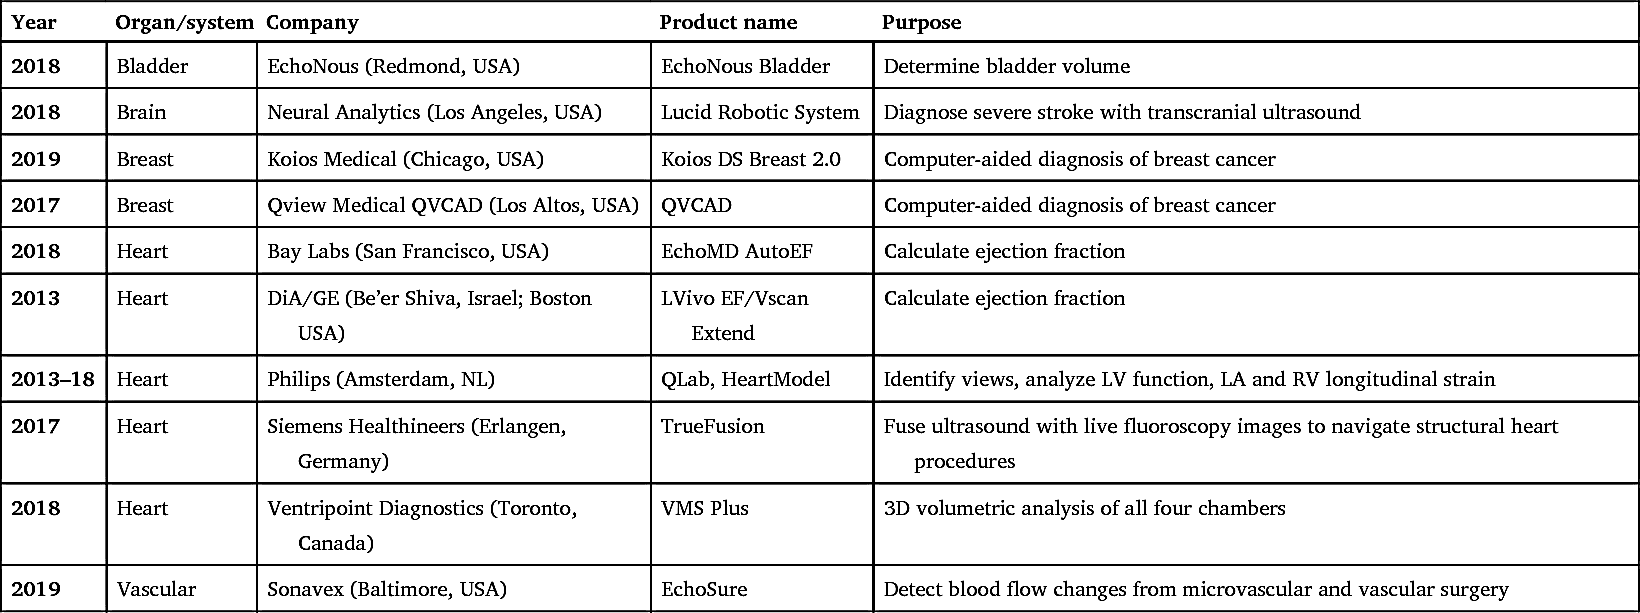 Year Organ/system Company Product name Purpose
2018 Bladder EchoNous (Redmond, USA) EchoNous Bladder Determine bladder volume
2018 Brain Neural Analytics (Los Angeles, USA) Lucid Robotic System Diagnose severe stroke with transcranial ultrasound
2019 Breast Koios Medical (Chicago, USA) Koios DS Breast 2.0 Computer-aided diagnosis of breast cancer
2017 Breast Qview Medical QVCAD (Los Altos, USA) QVCAD Computer-aided diagnosis of breast cancer
2018 Heart Bay Labs (San Francisco, USA) EchoMD AutoEF Calculate ejection fraction
2013 Heart DiA/GE (Be’er Shiva, Israel; Boston LVivo EF/Vscan Calculate ejection fraction
USA) Extend
2013–18 Heart Philips (Amsterdam, NL) QLab, HeartModel Identify views, analyze LV function, LA and RV longitudinal strain
2017 Heart Siemens Healthineers (Erlangen, TrueFusion Fuse ultrasound with live fluoroscopy images to navigate structural heart
Germany) procedures
2018 Heart Ventripoint Diagnostics (Toronto, VMS Plus 3D volumetric analysis of all four chambers
Canada)
2019 Vascular Sonavex (Baltimore, USA) EchoSure Detect blood flow changes from microvascular and vascular surgery